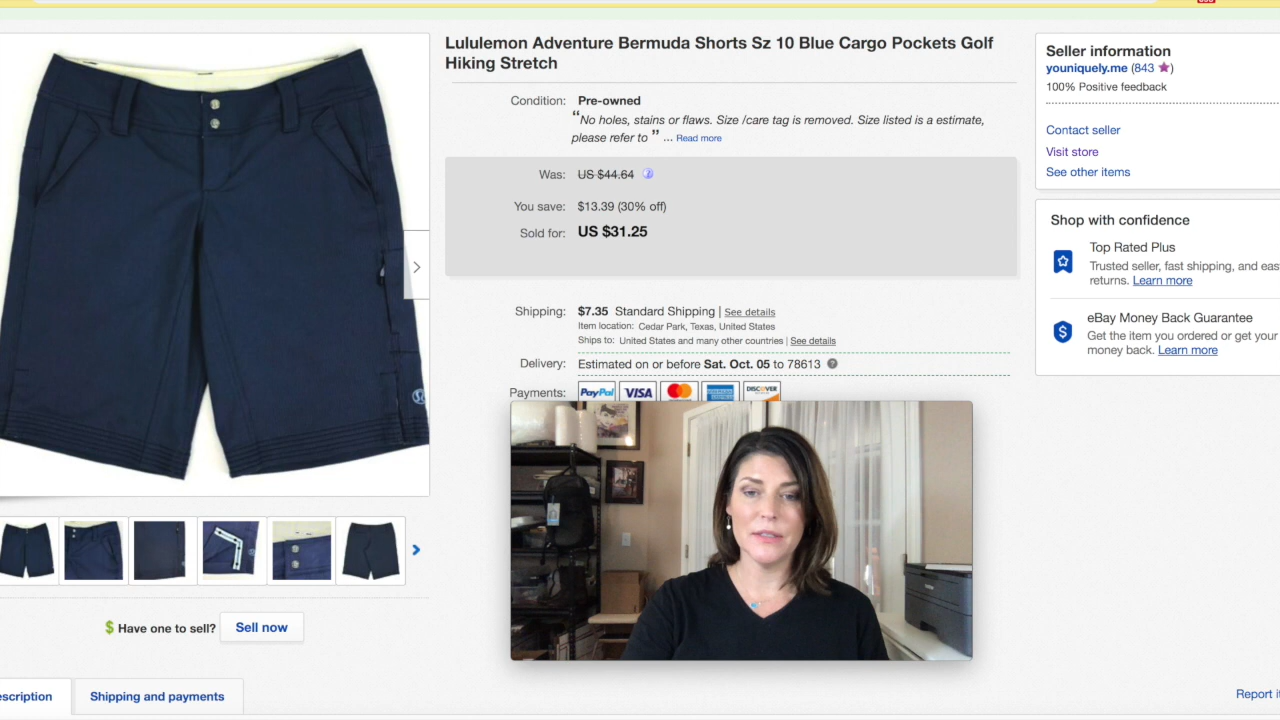 Lululemon Adventure Bermuda Shorts Sz 10 Blue Cargo Pockets Golf
Hiking Stretch
Condition: Pre-owned
“No holes, stains or flaws. Size /care tag is removed. Size listed is a estimate,
please refer to ” ... Read more
Was: US $44.64
You save: $13.39 (30% off)
Sold for: US $31.25
Shipping: $7.35 Standard Shipping | See details
Item location: Cedar Park, Texas, United States
Ships to: United States and many other countries | See details
Delivery: Estimated on or before Sat. Oct. 05 to 78613
Payments: PayPal VISA DISCOVER
Seller information
youniquely.me (843)
100% Positive feedback
Contact seller
Visit store
See other items
Shop with confidence
Top Rated Plus
Trusted seller, fast shipping, and eas
returns. Learn more
eBay Money Back Guarantee
Get the item you ordered or get your
money back. Learn more
$ Have one to sell? Sell now
escription
Shipping and payments
Report i